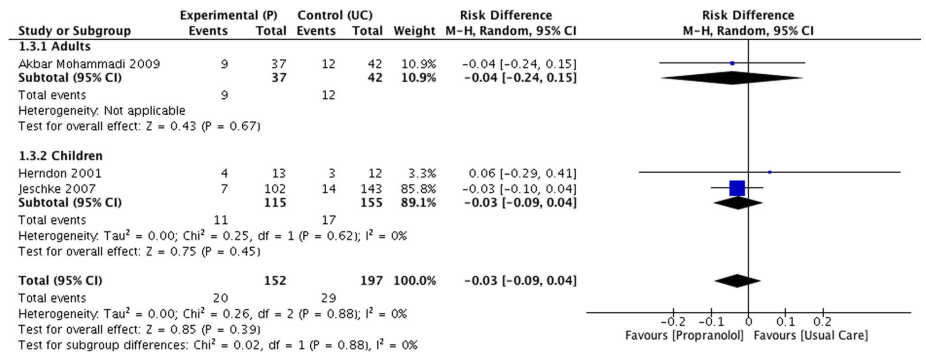 Experimental (P) Control (UC) Risk Difference Risk Difference
Study or Subgroup Events Total Events Total Weight M-H, Random, 95% CI M-H, Random, 95% CI
1.3.1 Adults
Akbar Mohammadi 2009 9 37 12 42 10.9% -0.04 [-0.24, 0.15]
Subtotal (95% CI) 37 42 10.9% -0.04 [-0.24, 0.15]
Total events 9 12
Heterogeneity: Not applicable
Test for overall effect: Z = 0.43 (P = 0.67)
1.3.2 Children
Herndon 2001 4 13 3 12 3.3% 0.06 [-0.29, 0.41]
Jeschke 2007 7 102 14 143 85.8% -0.03 [-0.10, 0.04]
Subtotal (95% CI) 115 155 89.1% -0.03 [-0.09, 0.04]
Total events 11 17
Heterogeneity: Tau² = 0.00; Chi² = 0.25, df = 1 (P = 0.62); I² = 0%
Test for overall effect: Z = 0.75 (P = 0.45)
Total (95% CI) 152 197 100.0% -0.03 [-0.09, 0.04]
Total events 20 29
Heterogeneity: Tau² = 0.00; Chi² = 0.26, df = 2 (P = 0.88); I² = 0%
Test for overall effect: Z = 0.85 (P = 0.39)
Test for subgroup differences: Chi² = 0.02, df = 1 (P = 0.88), I² = 0%
-0.2 -0.1 0 0.1 0.2
Favours [Propranolol] Favours [Usual Care]